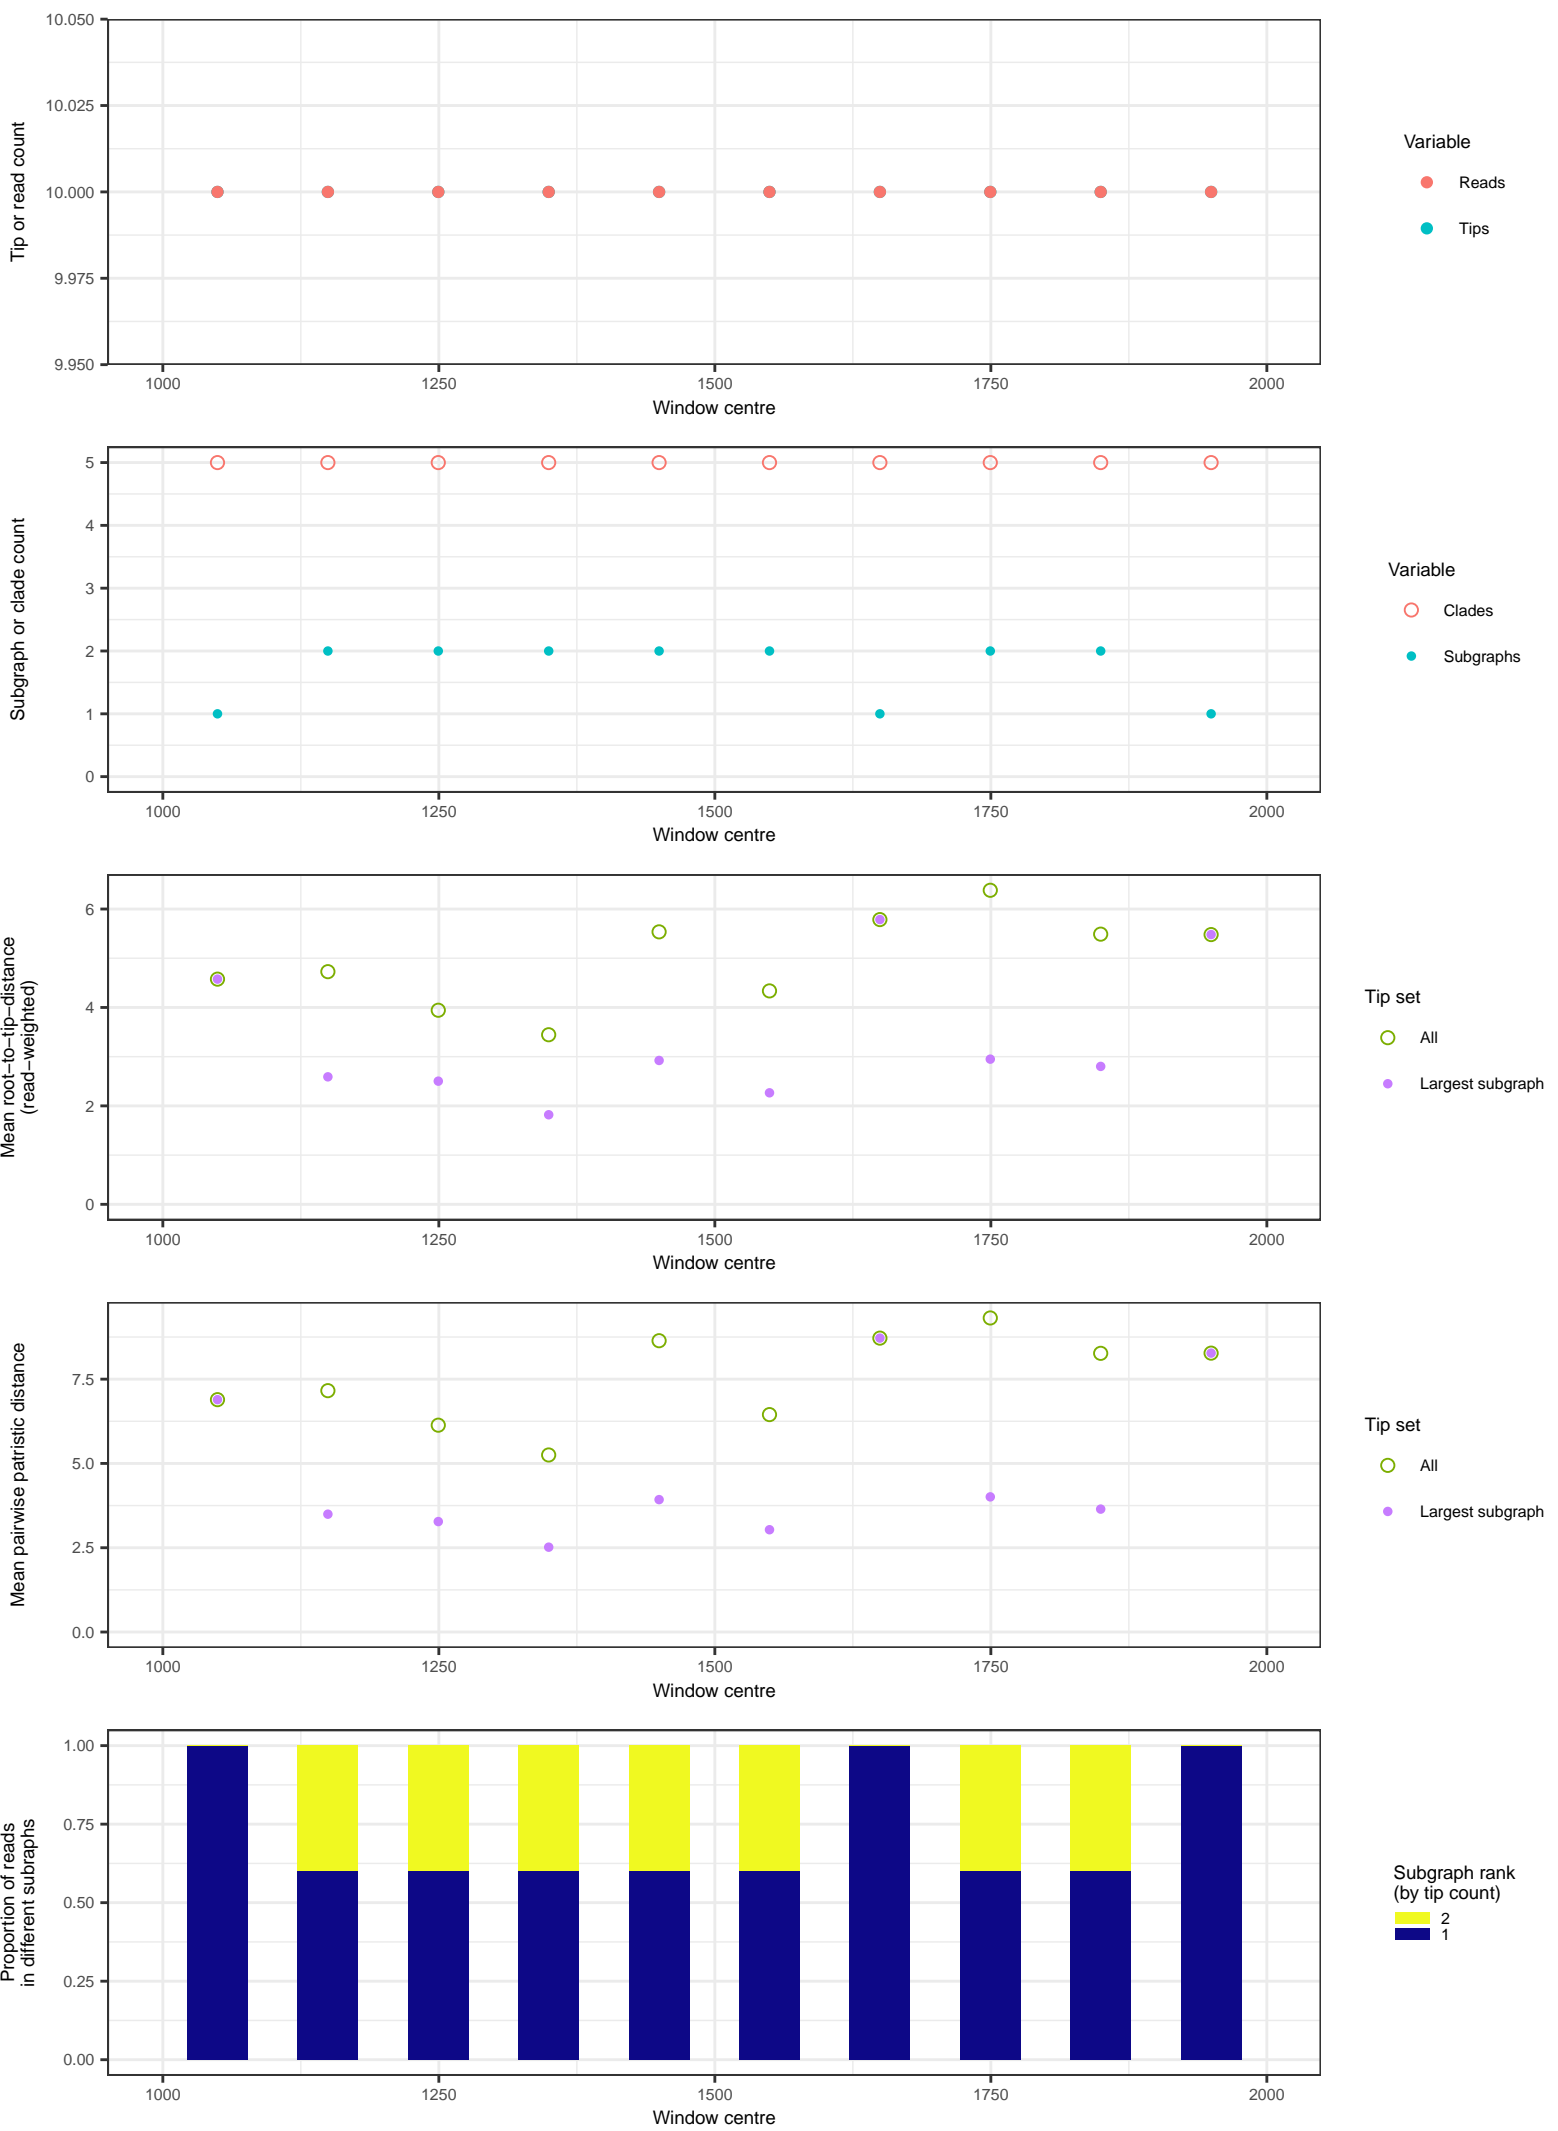 10.050
10.025
10.000
9.975
9.950
Tip or read count
1000 1250 1500 1750 2000
Window centre
Variable
Reads
Tips
5
4
3
2
1
0
Subgraph or clade count
1000 1250 1500 1750 2000
Window centre
Variable
Clades
Subgraphs
6
4
2
0
Mean root−to−tip−distance
(read−weighted)
1000 1250 1500 1750 2000
Window centre
Tip set
All
Largest subgraph
7.5
5.0
2.5
0.0
Mean pairwise patristic distance
1000 1250 1500 1750 2000
Window centre
Tip set
All
Largest subgraph
1.00
0.75
0.50
0.25
0.00
Proportion of reads
in different subraphs
1000 1250 1500 1750 2000
Window centre
Subgraph rank
(by tip count)
2
1